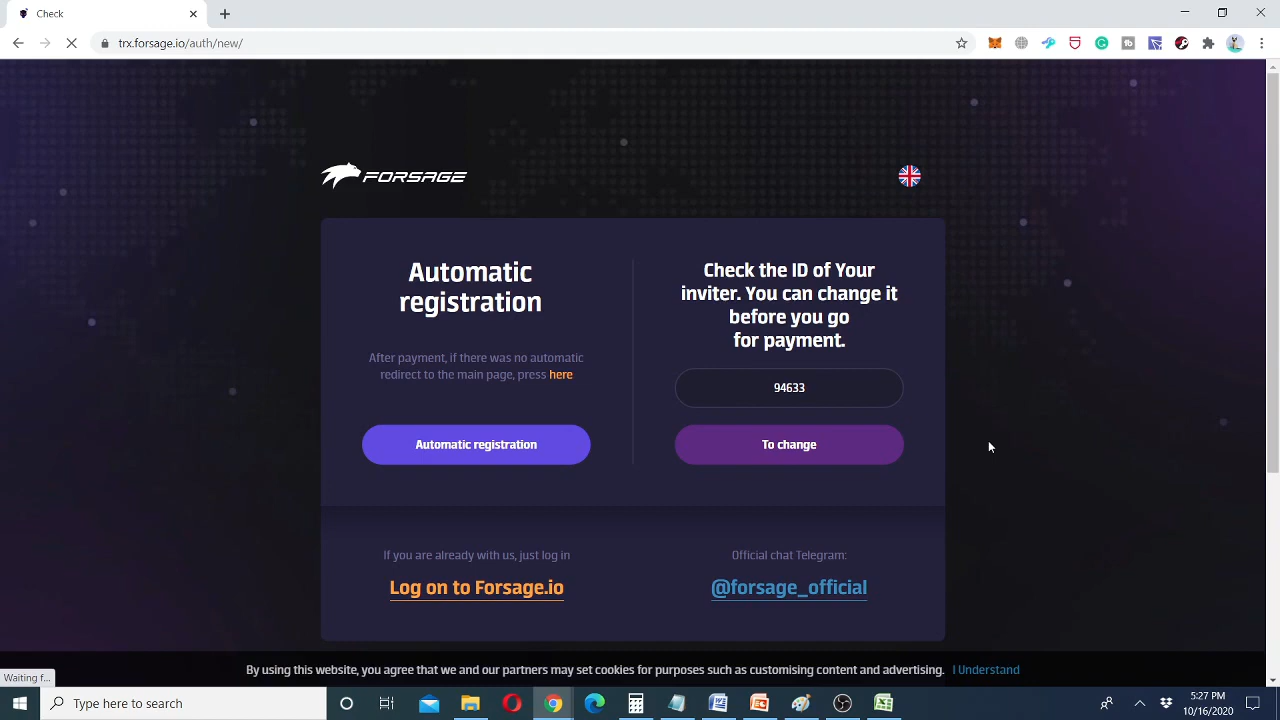 Check
trx.forsage.io/auth/new/
FORSAGE
Automatic
registration
After payment, if there was no automatic
redirect to the main page, press here
Automatic registration
Check the ID of Your
inviter. You can change it
before you go
for payment.
94633
To change
If you are already with us, just log in
Log on to Forsage.io
Official chat Telegram:
@forsage_official
By using this website, you agree that we and our partners may set cookies for purposes such as customising content and advertising. I Understand
Waiting f...
Type here to search
5:27 PM
10/16/2020